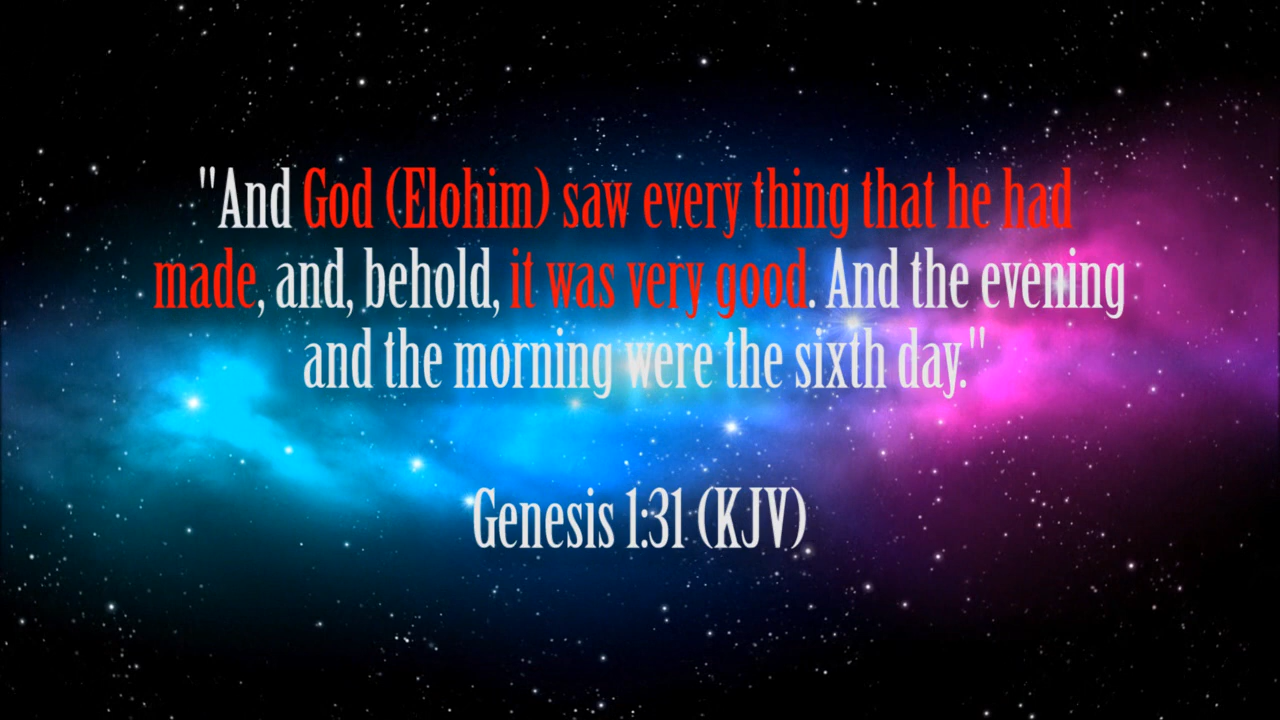 "And God (Elohim) saw every thing that he had
made, and, behold, it was very good. And the evening
and the morning were the sixth day."
Genesis 1:31 (KJV)